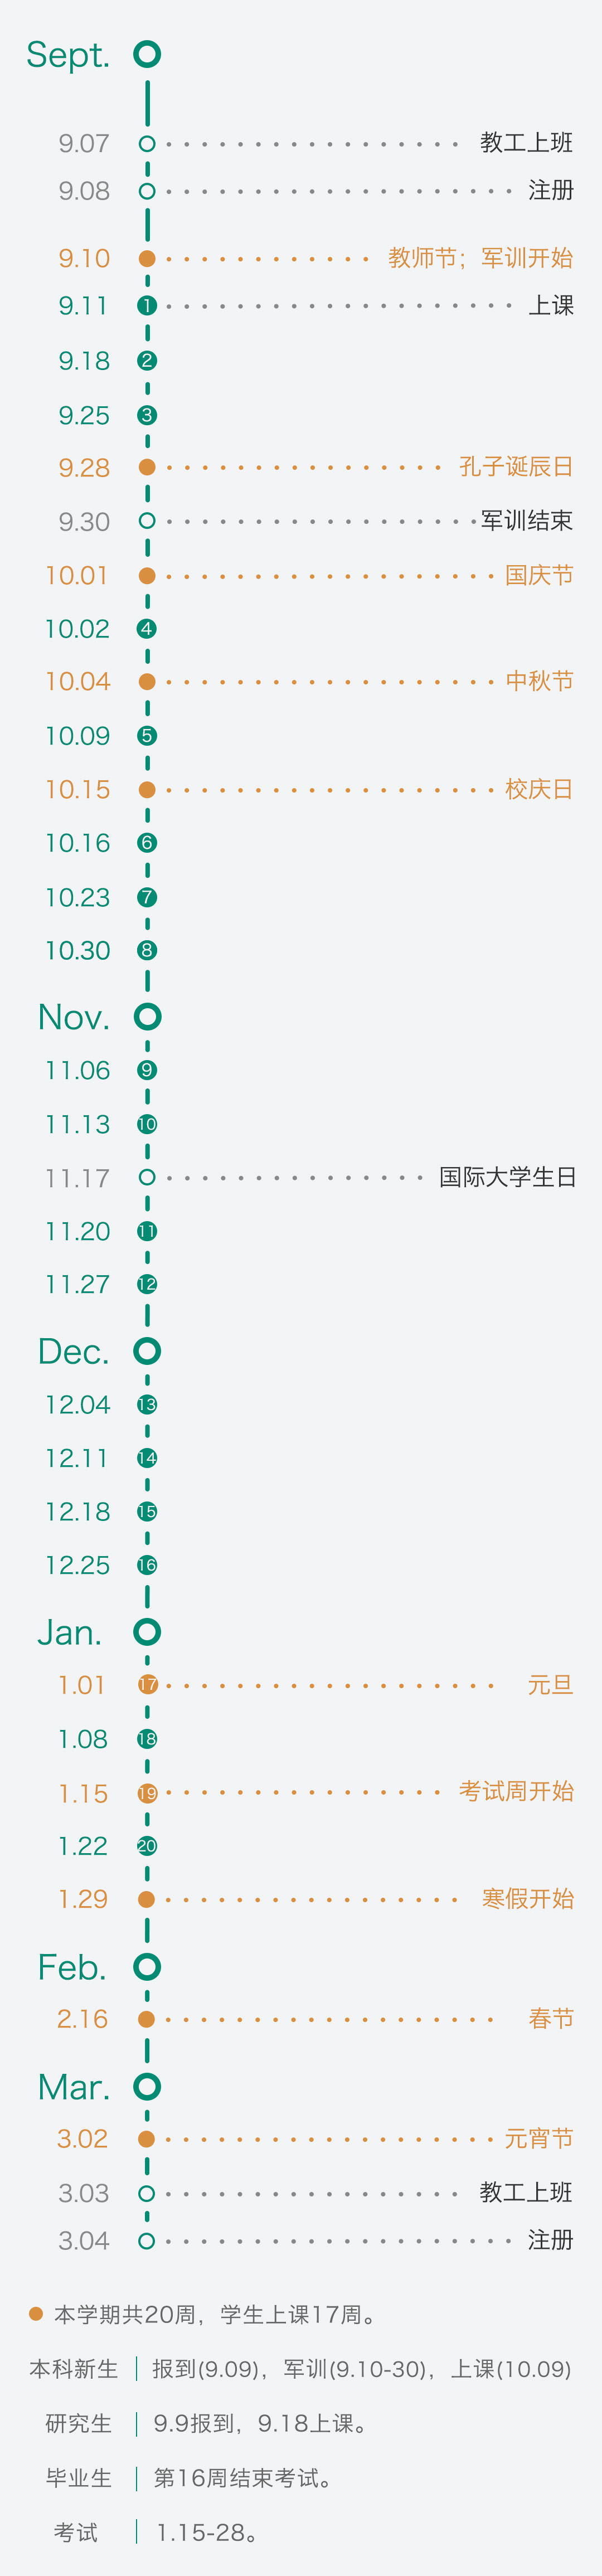 Sept.
9.07 教工上班
9.08 注册
9.10 教师节；军训开始
9.11 1 上课
9.18 2
9.25 3
9.28 孔子诞辰日
9.30 军训结束
10.01 国庆节
10.02 4
10.04 中秋节
10.09 5
10.15 校庆日
10.16 6
10.23 7
10.30 8
Nov.
11.06 9
11.13 10
11.17 国际大学生日
11.20 11
11.27 12
Dec.
12.04 13
12.11 14
12.18 15
12.25 16
Jan.
1.01 17 元旦
1.08 18
1.15 19 考试周开始
1.22 20
1.29 寒假开始
Feb.
2.16 春节
Mar.
3.02 元宵节
3.03 教工上班
3.04 注册
本学期共20周，学生上课17周。
本科新生 报到(9.09)，军训(9.10-30)，上课(10.09)
研究生 9.9报到，9.18上课。
毕业生 第16周结束考试。
考试 1.15-28。